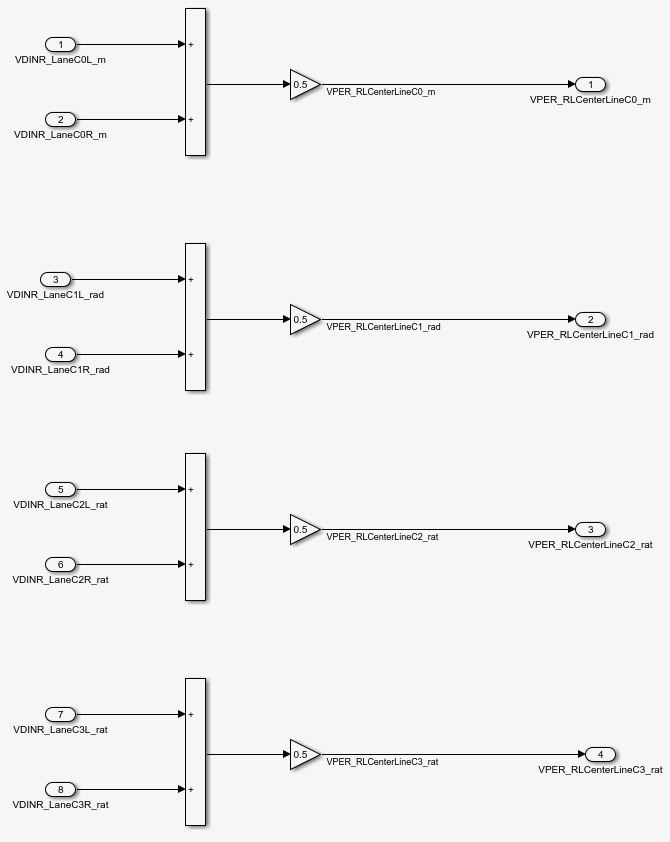 1
+
VDINR_LaneC0L_m
0.5
VPER_RLCenterLineC0_m
1
VPER_RLCenterLineC0_m
2
+
VDINR_LaneC0R_m
3
+
VDINR_LaneC1L_rad
0.5
VPER_RLCenterLineC1_rad
2
VPER_RLCenterLineC1_rad
4
+
VDINR_LaneC1R_rad
5
+
VDINR_LaneC2L_rat
0.5
VPER_RLCenterLineC2_rat
3
VPER_RLCenterLineC2_rat
6
+
VDINR_LaneC2R_rat
7
+
VDINR_LaneC3L_rat
0.5
VPER_RLCenterLineC3_rat
4
VPER_RLCenterLineC3_rat
8
+
VDINR_LaneC3R_rat